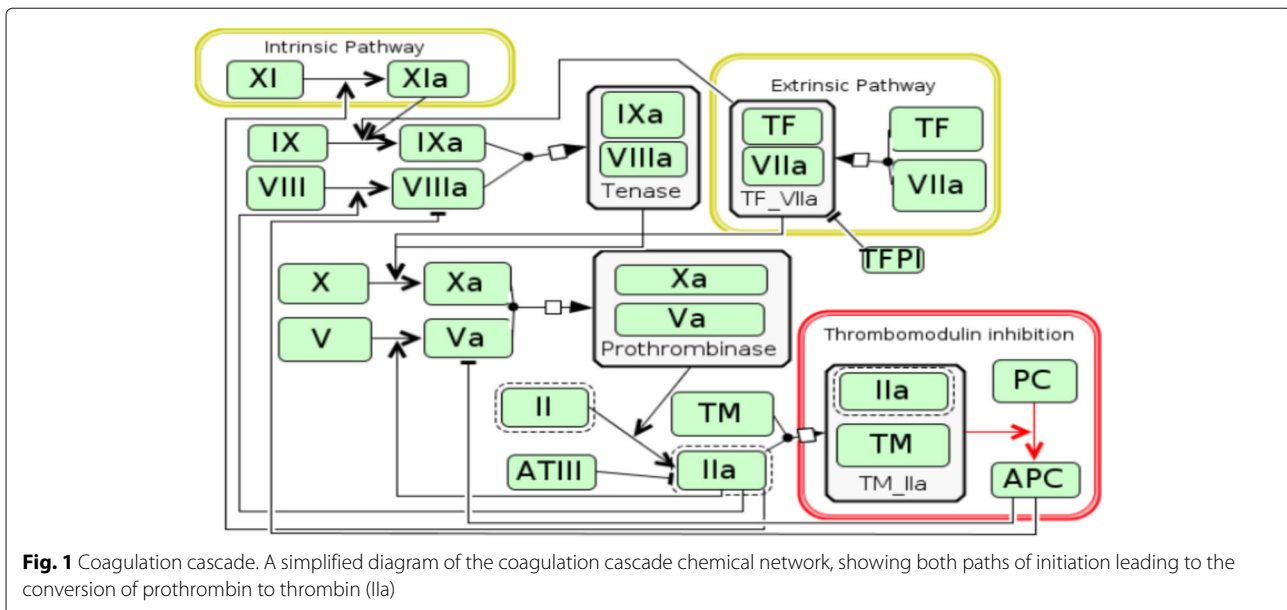 Intrinsic Pathway
XI
XIa
Extrinsic Pathway
IX
IXa
VIII
VIIIa
IXa
VIIIa
Tenase
TF
VIIa
TF_VIIa
TF
VIIa
TFPI
X
Xa
V
Va
Xa
Va
Prothrombinase
Thrombomodulin inhibition
II
TM
ATIII
IIa
IIa
TM
TM_IIa
PC
APC
Fig. 1 Coagulation cascade. A simplified diagram of the coagulation cascade chemical network, showing both paths of initiation leading to the
conversion of prothrombin to thrombin (IIa)